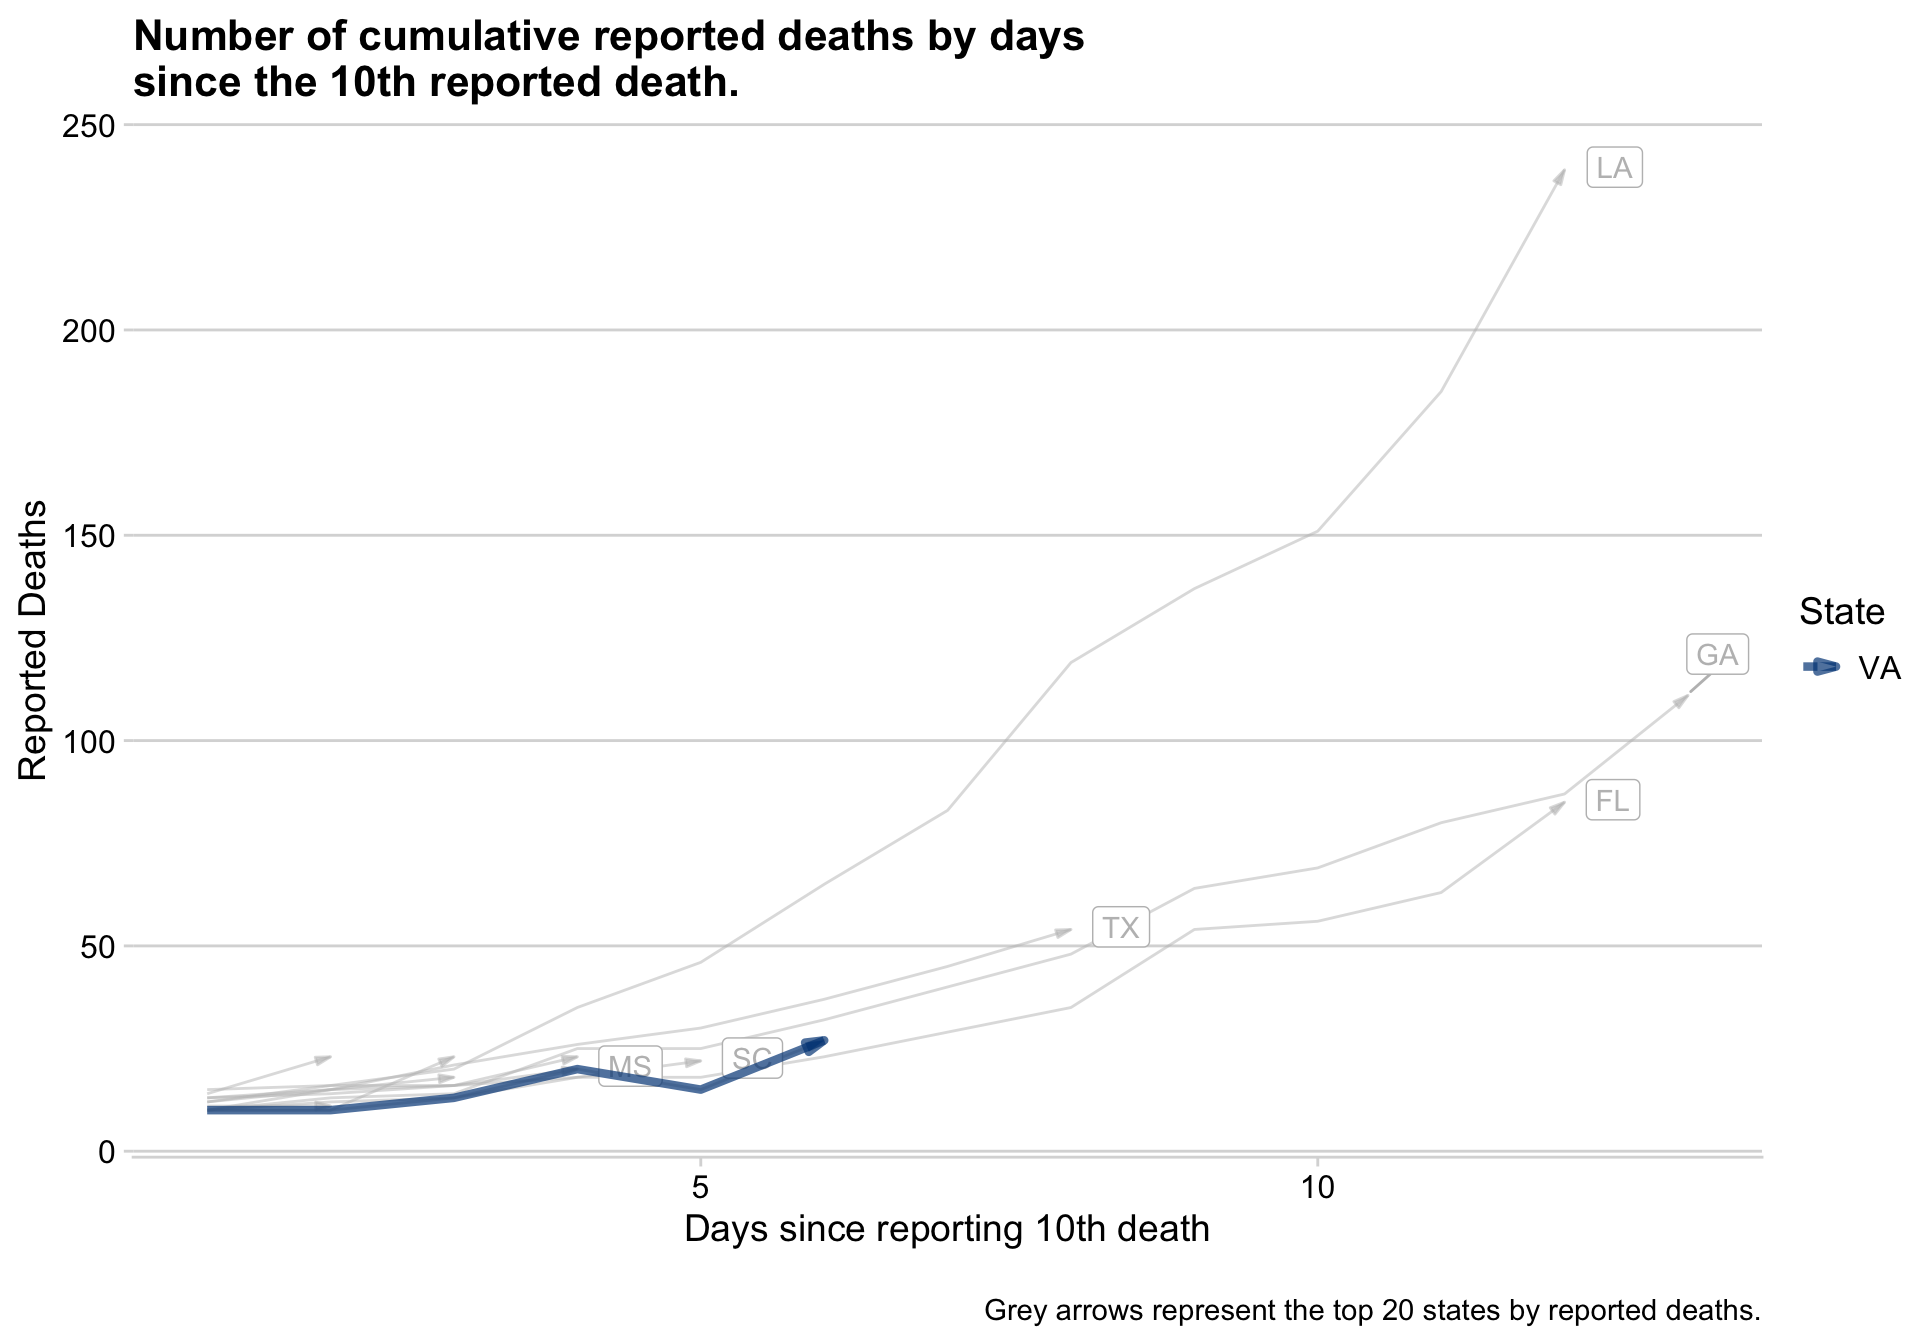 Number of cumulative reported deaths by days
since the 10th reported death.
250
200
150
100
50
0
Reported Deaths
LA
GA
FL
TX
SC
MS
State
VA
5
10
Days since reporting 10th death
Grey arrows represent the top 20 states by reported deaths.